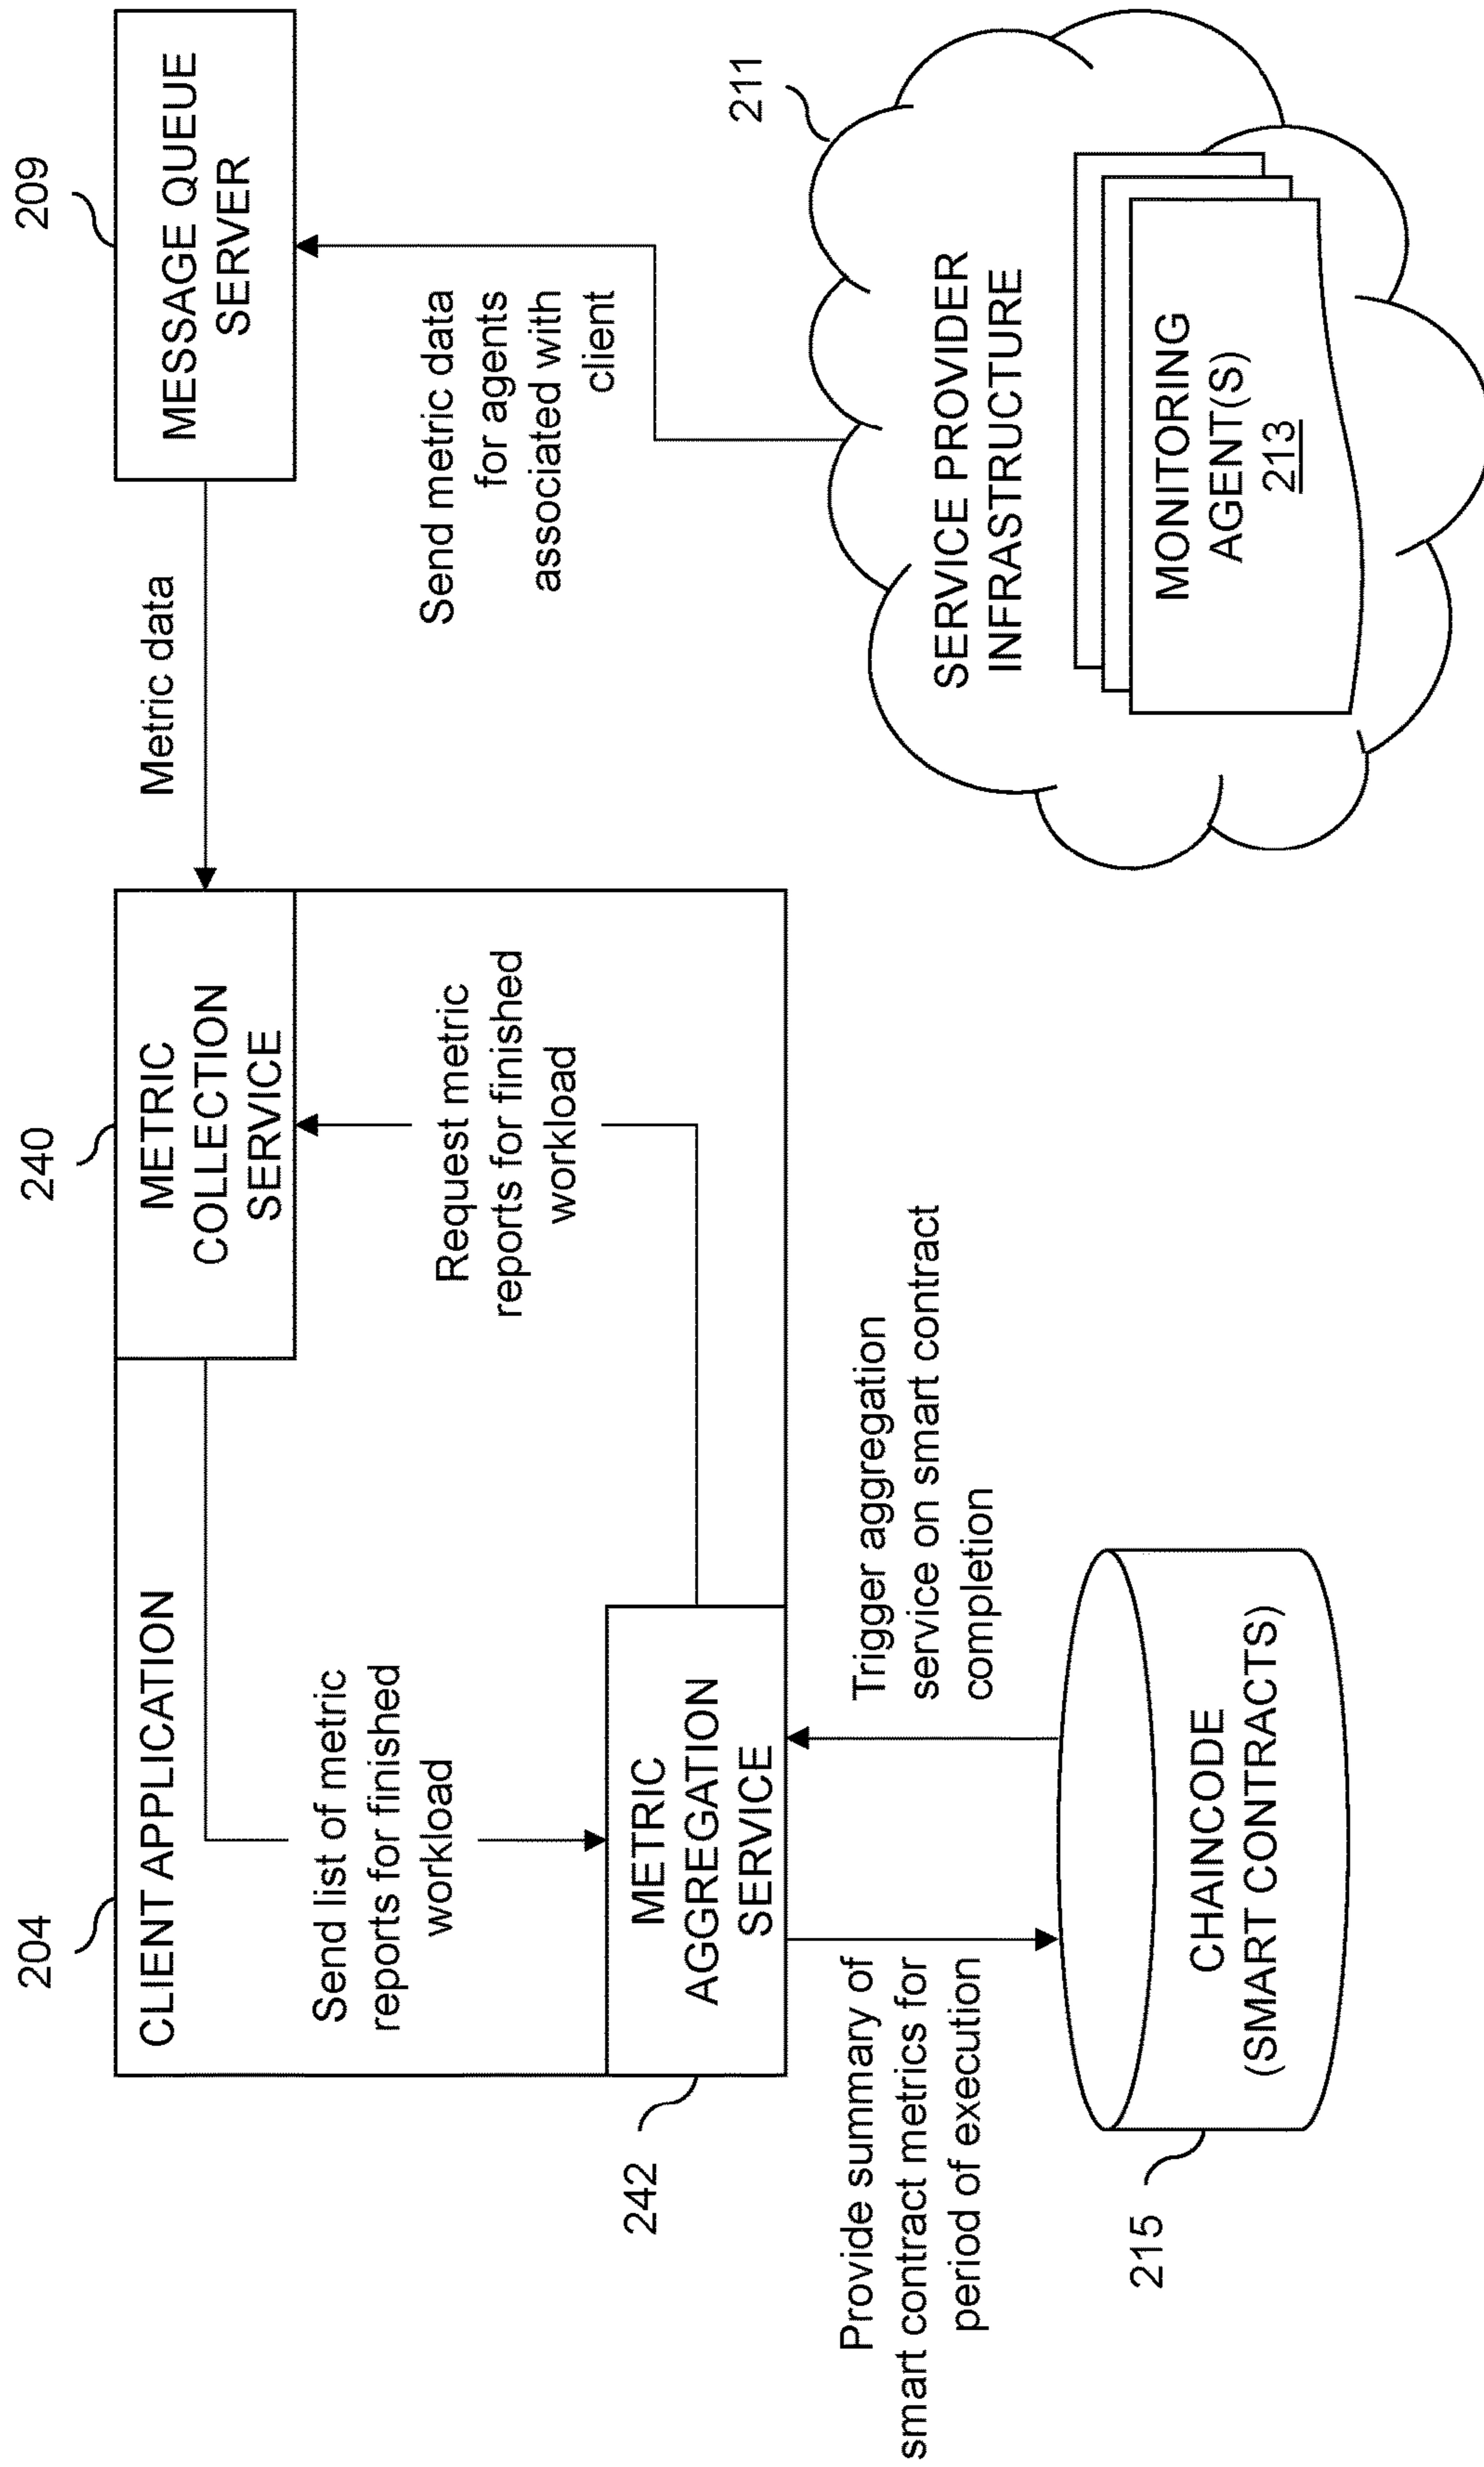 204
CLIENT APPLICATION
240
METRIC
COLLECTION
SERVICE
Metric data
209
MESSAGE QUEUE
SERVER
Send list of metric
reports for finished
workload
Request metric
reports for finished
workload
Send metric data
for agents
associated with
client
242
METRIC
AGGREGATION
SERVICE
Provide summary of
smart contract metrics for
period of execution
Trigger aggregation
service on smart contract
completion
211
SERVICE PROVIDER
INFRASTRUCTURE
MONITORING
AGENT(S)
213
215
CHAINCODE
(SMART CONTRACTS)